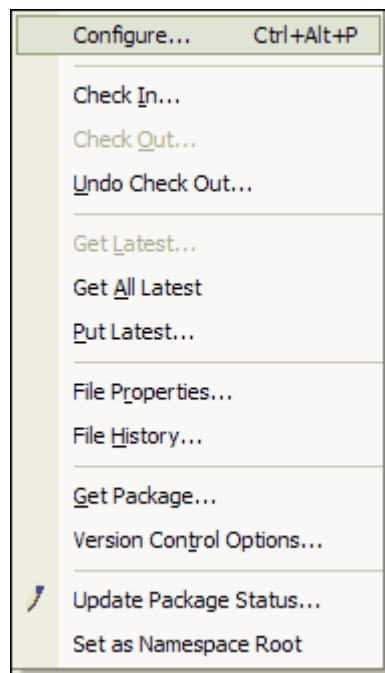 Configure... Ctrl+Alt+P
Check In...
Check Out...
Undo Check Out...
Get Latest...
Get All Latest
Put Latest...
File Properties...
File History...
Get Package...
Version Control Options...
Update Package Status...
Set as Namespace Root